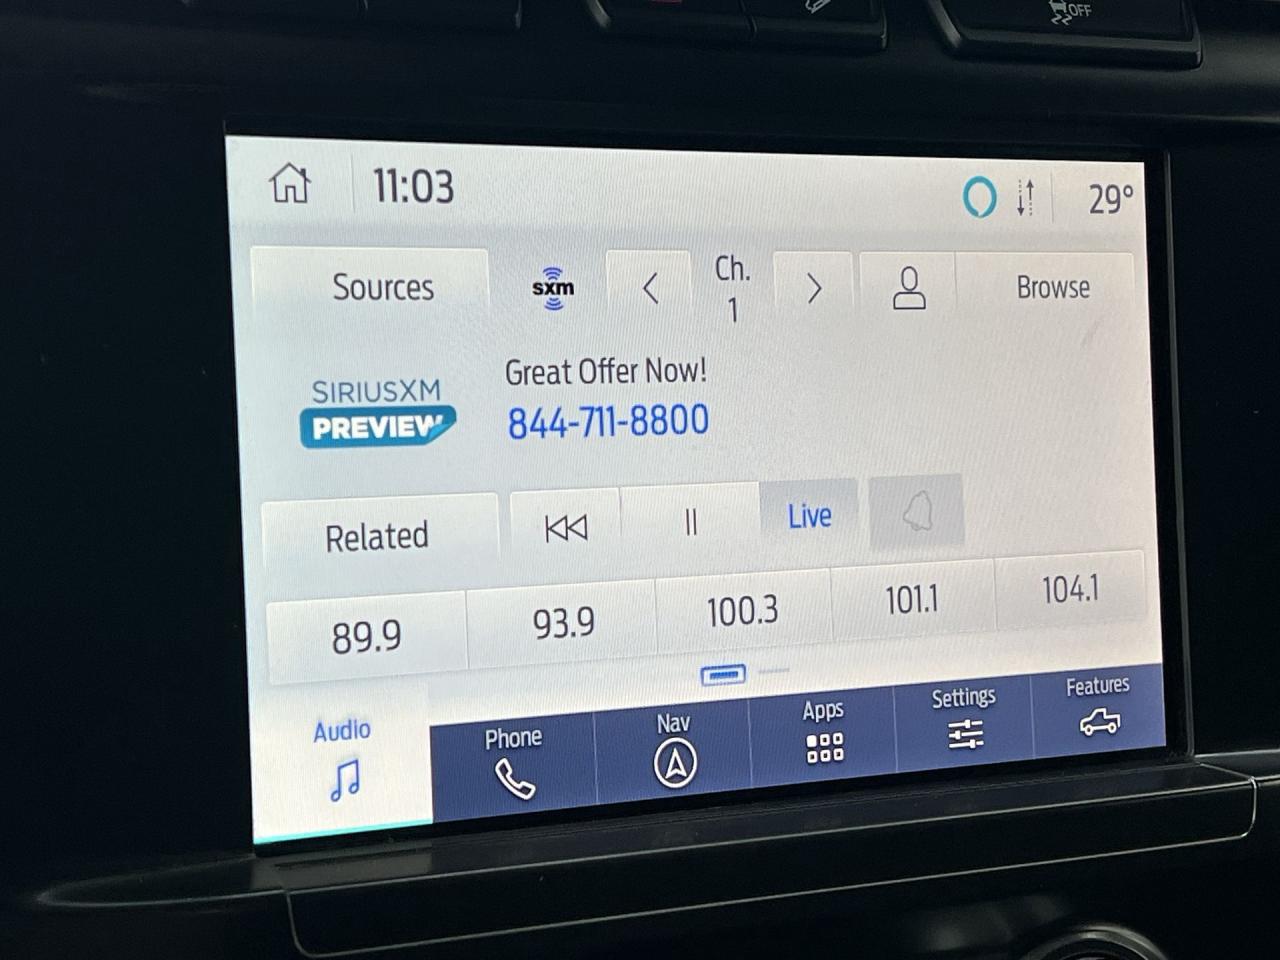 OFF
11:03
29°
Sources
sxm
Ch.
1
Browse
SIRIUSXM
PREVIEW
Great Offer Now!
844-711-8800
Related
Live
89.9
93.9
100.3
101.1
104.1
Audio
Phone
Nav
Apps
Settings
Features